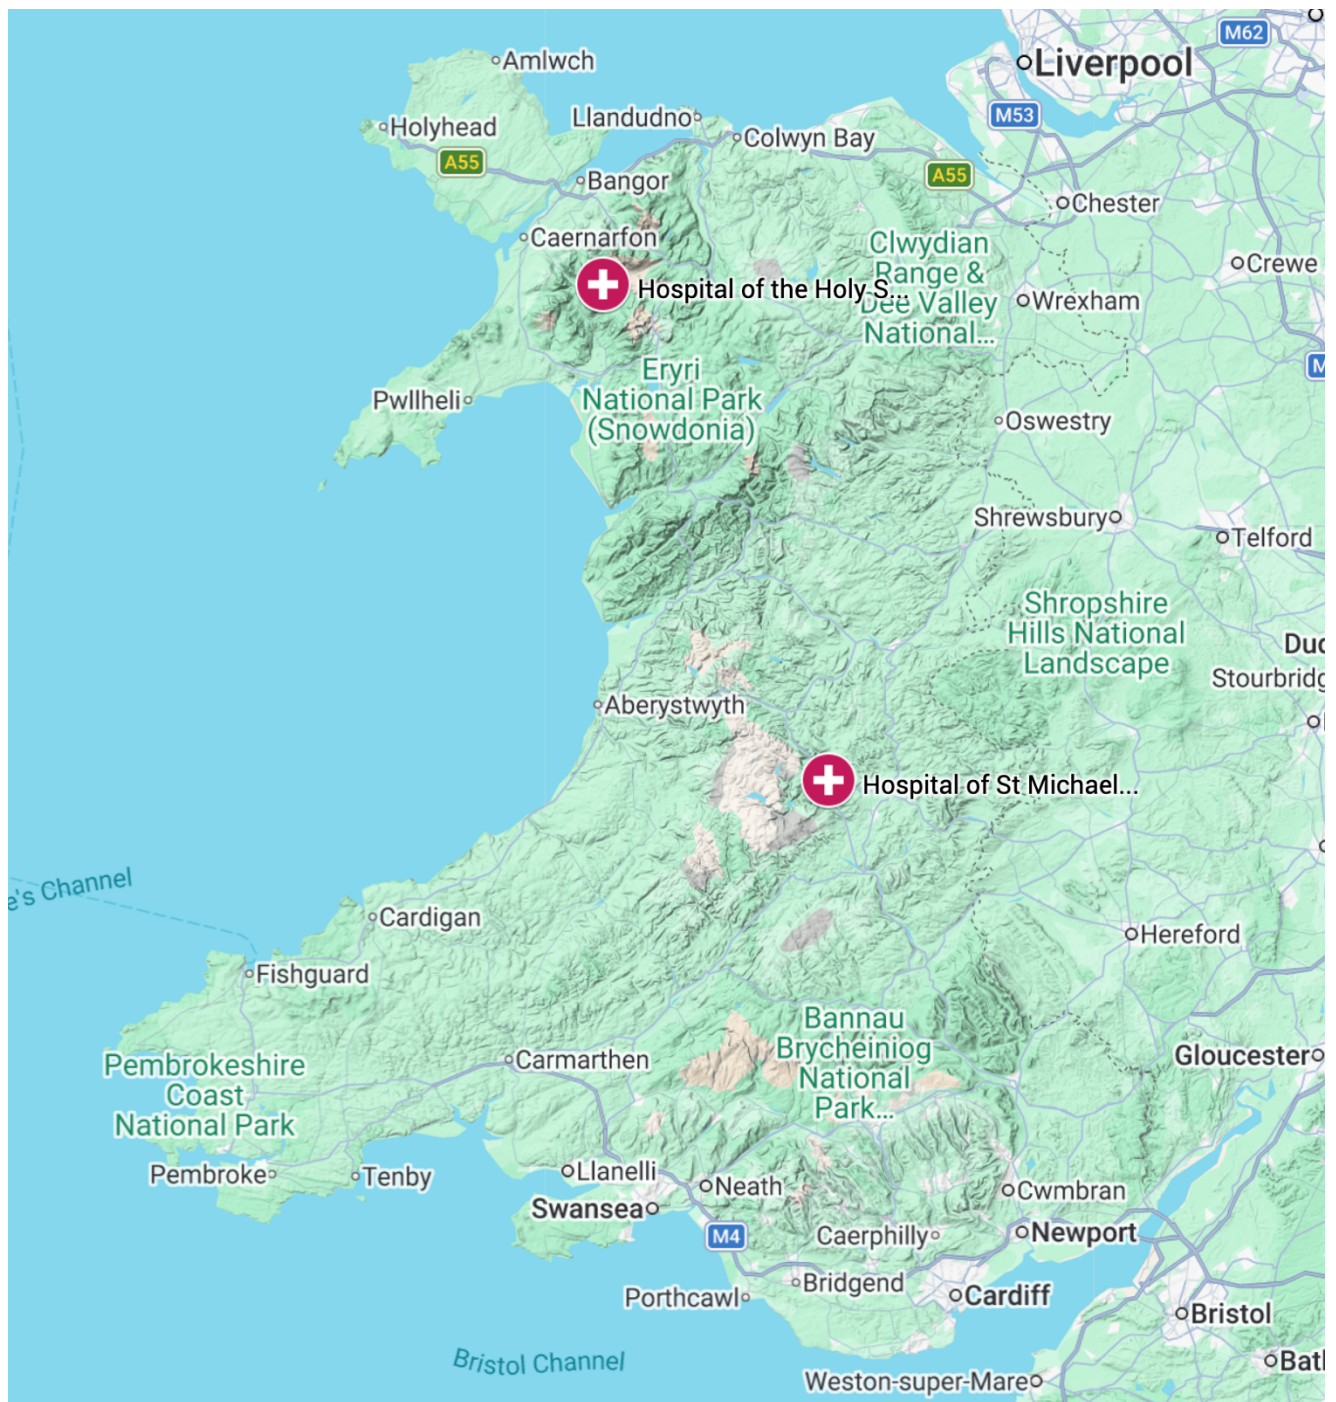 M62
Liverpool
Amlwch
Llandudno
M53
Holyhead
Colwyn Bay
A55
A55
Bangor
Chester
Caernarfon
Clwydian
Range &
Dee Valley
National...
Crewe
Hospital of the Holy S...
Wrexham
M
Eryri
National Park
(Snowdonia)
Pwllheli
Oswestry
Shrewsbury
Telford
Shropshire
Hills National
Landscape
Dud
Stourbridg
Aberystwyth
Hospital of St Michael...
e's Channel
Cardigan
Hereford
Fishguard
Bannau
Brycheiniog
National
Park...
Pembrokeshire
Coast
National Park
Carmarthen
Gloucester
Pembroke
Tenby
Llanelli
Neath
Cwmbran
Swansea
M4
Caerphilly
Newport
Bridgend
Porthcawl
Cardiff
Bristol
Bristol Channel
Bath
Weston-super-Mare